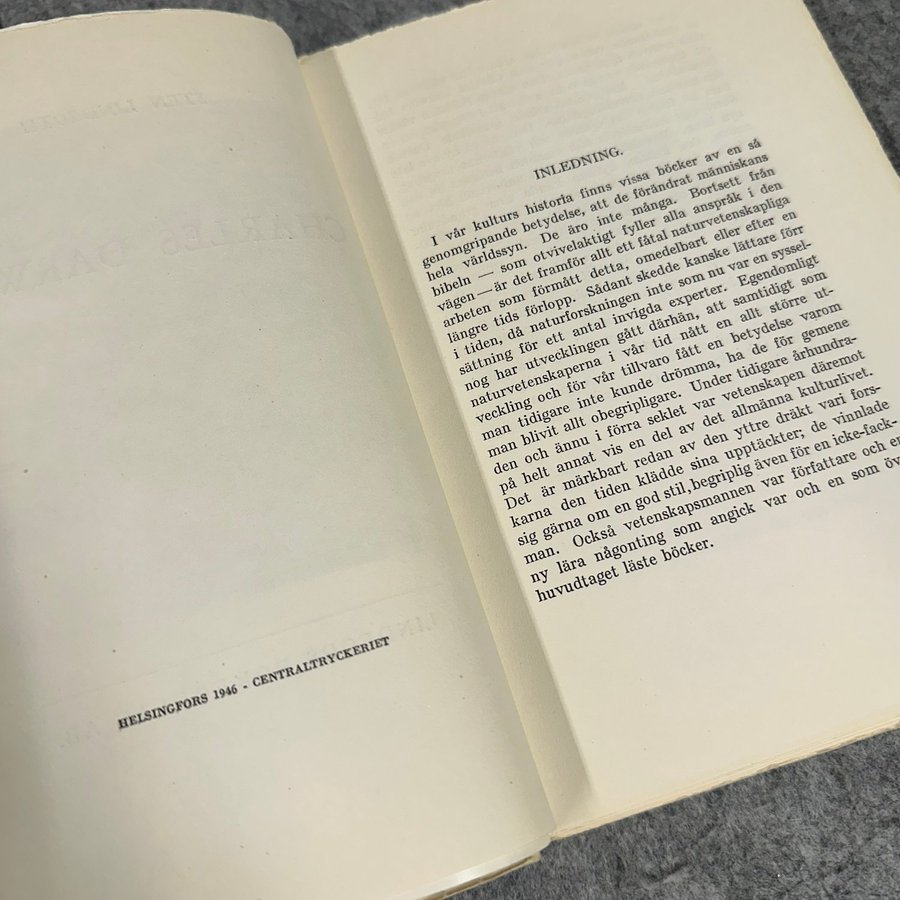 HELSINGFORS 1946 - CENTRALTRYCKERIET
INLEDNING.
I vår kulturs historia finns vissa böcker av en så
genomgripande betydelse, att de förändrat människans
hela världssyn. De äro inte många. Bortsett från
bibeln — som otvivelaktigt fyller alla anspråk i den
vägen — är det framför allt ett fåtal naturvetenskapliga
arbeten som förmått detta, omedelbart eller efter en
längre tids förlopp. Sådant skedde kanske lättare förr
i tiden, då naturforskningen inte som nu var en syssel-
sättning för ett antal invigda experter. Egendomligt
nog har utvecklingen gått därhän, att samtidigt som
naturvetenskaperna i vår tid nått en allt större ut-
veckling och för vår tillvaro fått en betydelse varom
man tidigare inte kunde drömma, ha de för gemene
man blivit allt obegripligare. Under tidigare århundra-
den och ännu i förra seklet var vetenskapen däremot
på helt annat vis en del av det allmänna kulturlivet.
Det är märkbart redan av den yttre dräkt vari fors-
karna den tiden klädde sina upptäckter; de vinnlade
sig gärna om en god stil, begriplig även för en icke-fack-
man. Också vetenskapsmannen var författare och
ny lära någonting som angick var och en som
huvudtaget läste böcker.